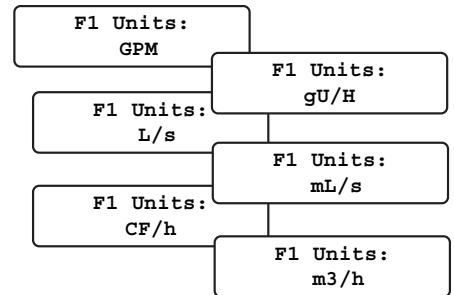 F1 Units:
GPM
F1 Units:
gU/H
F1 Units:
L/s
F1 Units:
mL/s
F1 Units:
CF/h
F1 Units:
m3/h